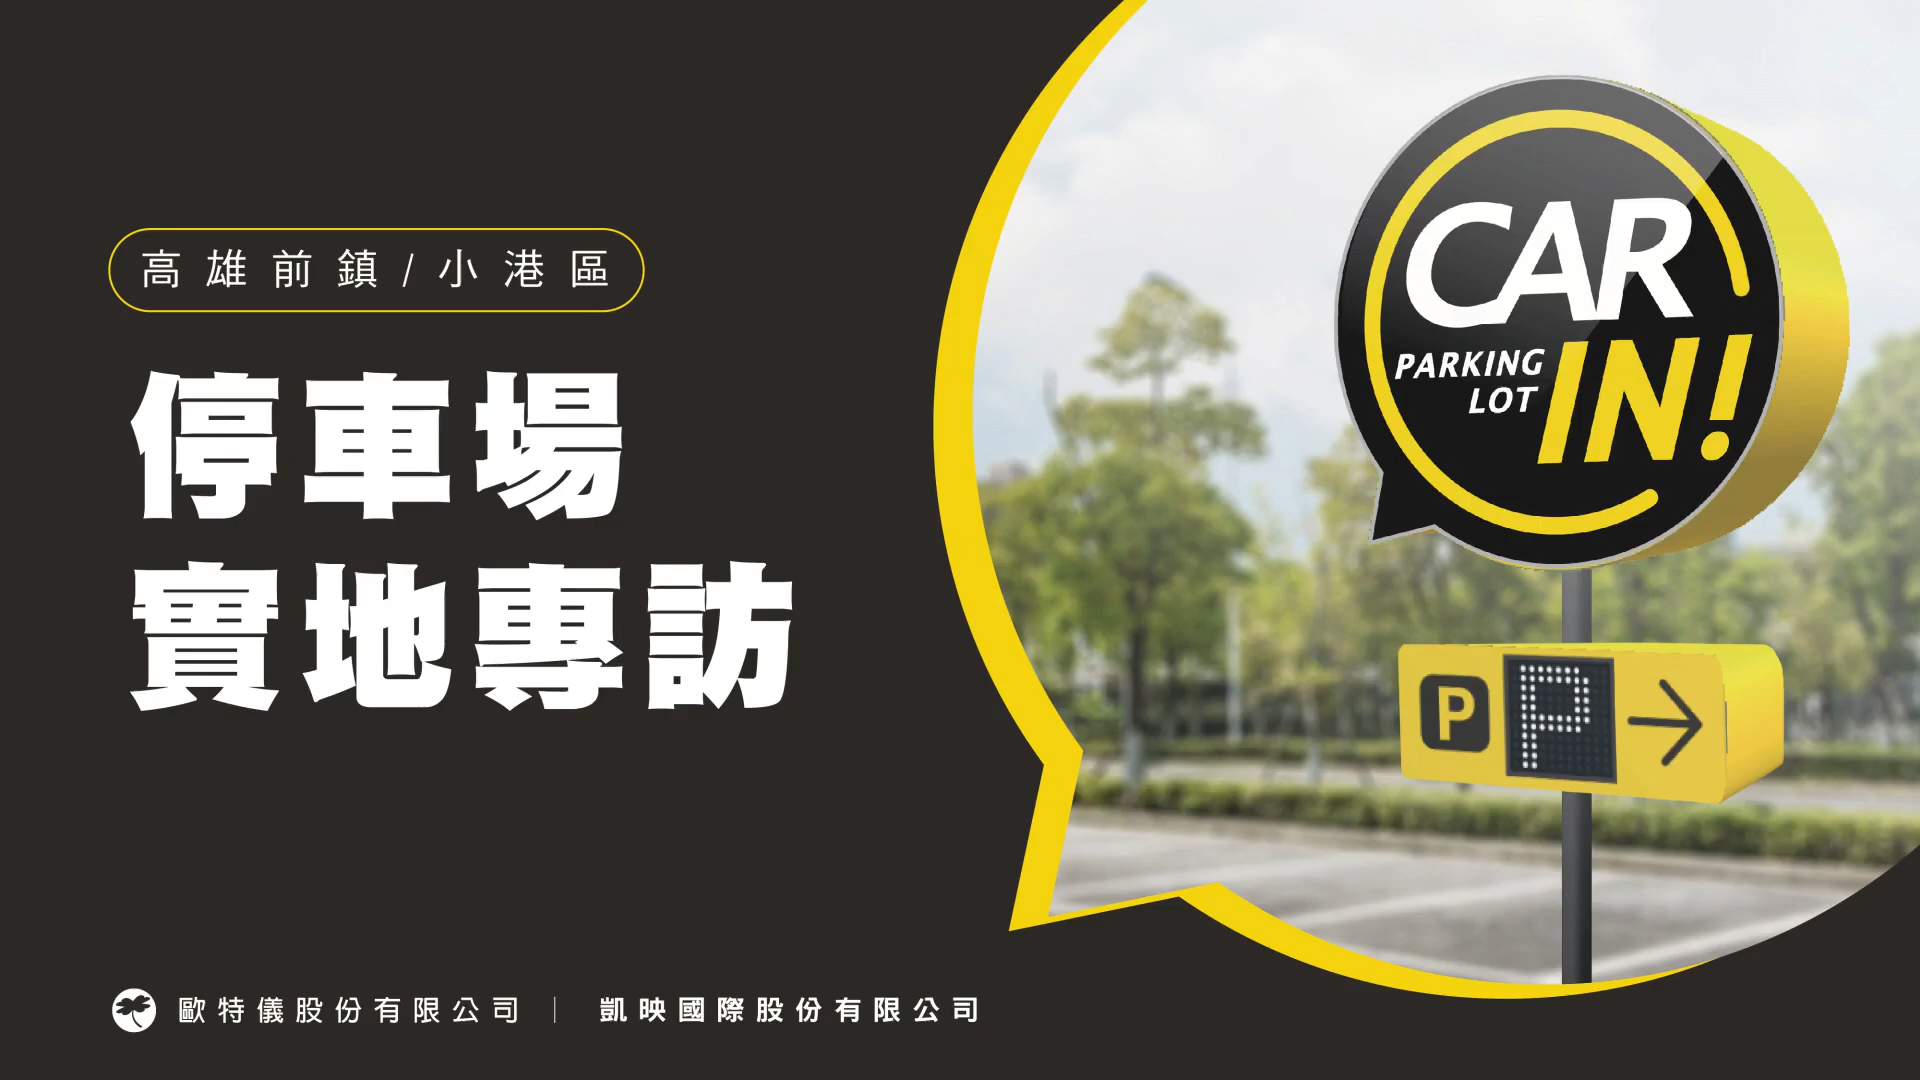 高雄前鎮/小港區
停車場
實地專訪
歐特儀股份有限公司 | 凱映國際股份有限公司
CAR
PARKING
LOT
IN!
P P →